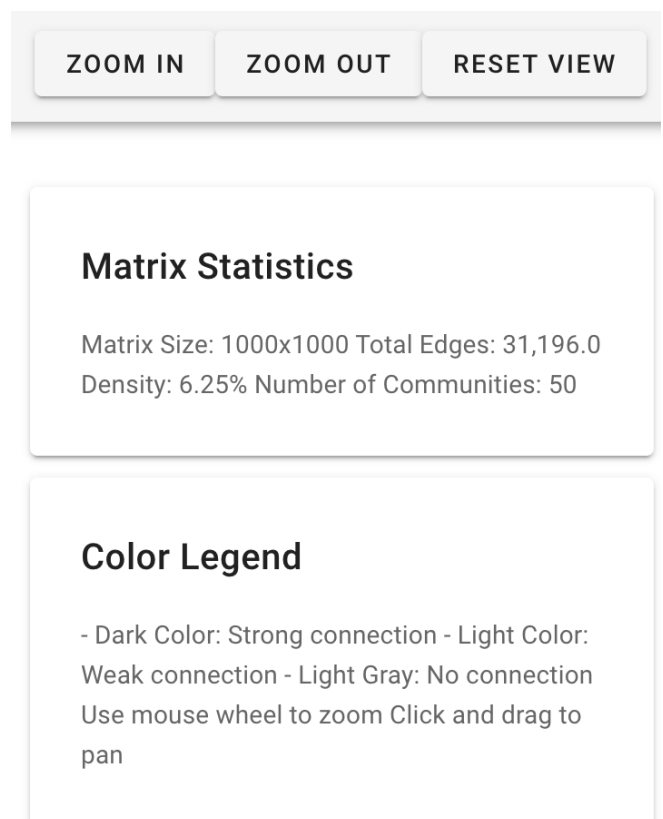 ZOOM IN ZOOM OUT RESET VIEW
Matrix Statistics
Matrix Size: 1000x1000 Total Edges: 31,196.0
Density: 6.25% Number of Communities: 50
Color Legend
- Dark Color: Strong connection - Light Color:
Weak connection - Light Gray: No connection
Use mouse wheel to zoom Click and drag to
pan